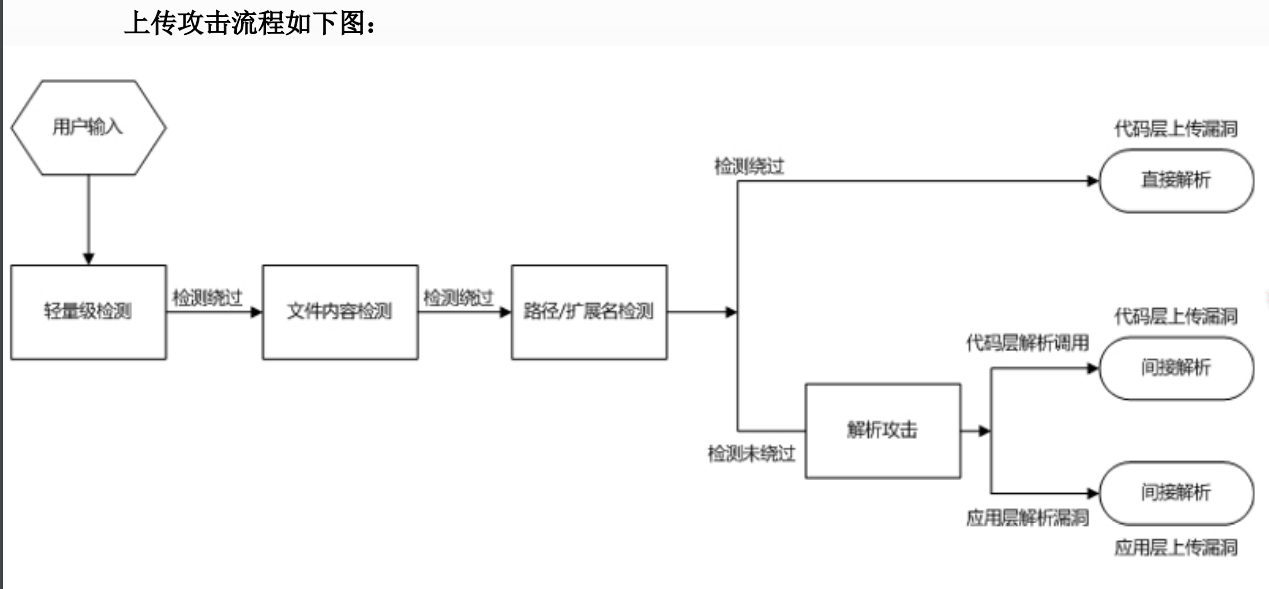 上传攻击流程如下图：
用户输入
轻量级检测
检测绕过
文件内容检测
检测绕过
路径/扩展名检测
检测绕过
代码层上传漏洞
直接解析
检测未绕过
解析攻击
代码层解析调用
代码层上传漏洞
间接解析
应用层解析漏洞
间接解析
应用层上传漏洞